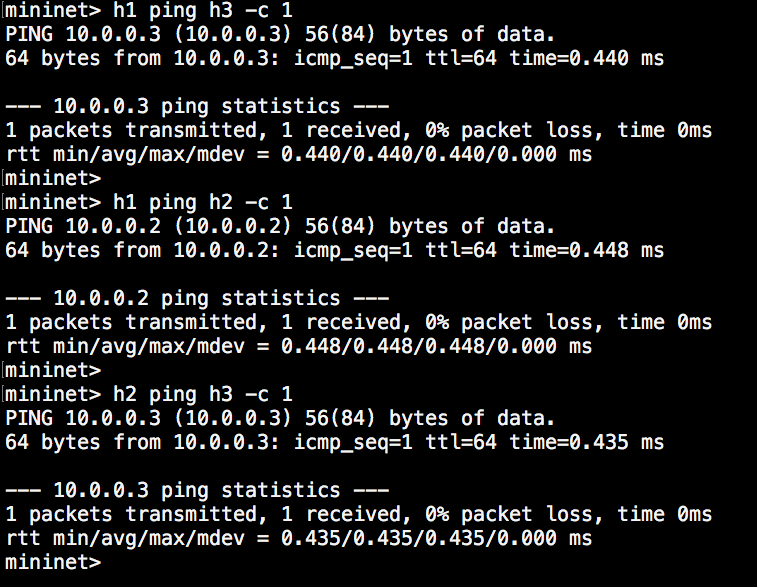 mininet> h1 ping h3 -c 1
PING 10.0.0.3 (10.0.0.3) 56(84) bytes of data.
64 bytes from 10.0.0.3: icmp_seq=1 ttl=64 time=0.440 ms

--- 10.0.0.3 ping statistics ---
1 packets transmitted, 1 received, 0% packet loss, time 0ms
rtt min/avg/max/mdev = 0.440/0.440/0.440/0.000 ms
mininet>
mininet> h1 ping h2 -c 1
PING 10.0.0.2 (10.0.0.2) 56(84) bytes of data.
64 bytes from 10.0.0.2: icmp_seq=1 ttl=64 time=0.448 ms

--- 10.0.0.2 ping statistics ---
1 packets transmitted, 1 received, 0% packet loss, time 0ms
rtt min/avg/max/mdev = 0.448/0.448/0.448/0.000 ms
mininet>
mininet> h2 ping h3 -c 1
PING 10.0.0.3 (10.0.0.3) 56(84) bytes of data.
64 bytes from 10.0.0.3: icmp_seq=1 ttl=64 time=0.435 ms

--- 10.0.0.3 ping statistics ---
1 packets transmitted, 1 received, 0% packet loss, time 0ms
rtt min/avg/max/mdev = 0.435/0.435/0.435/0.000 ms
mininet>